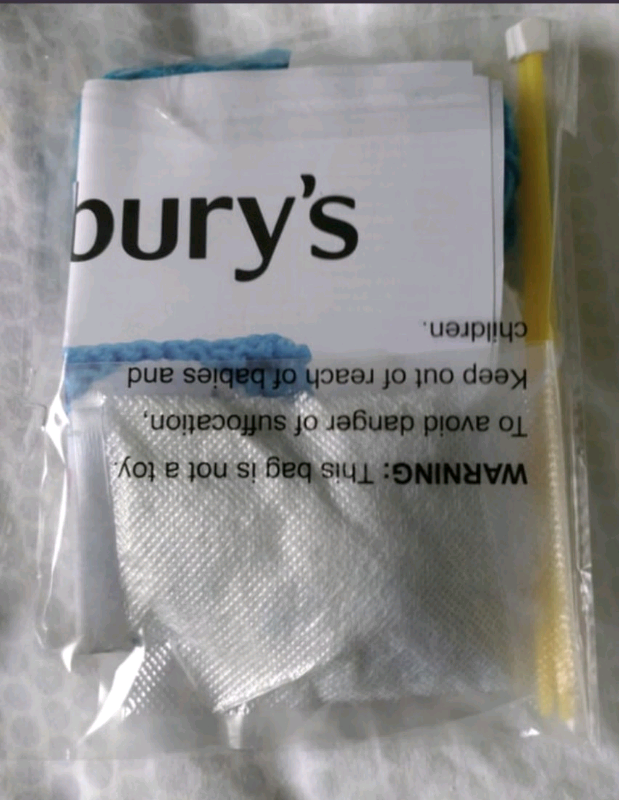 bury's
WARNING: This bag is not a toy.
To avoid danger of suffocation,
Keep out of reach of babies and
children.